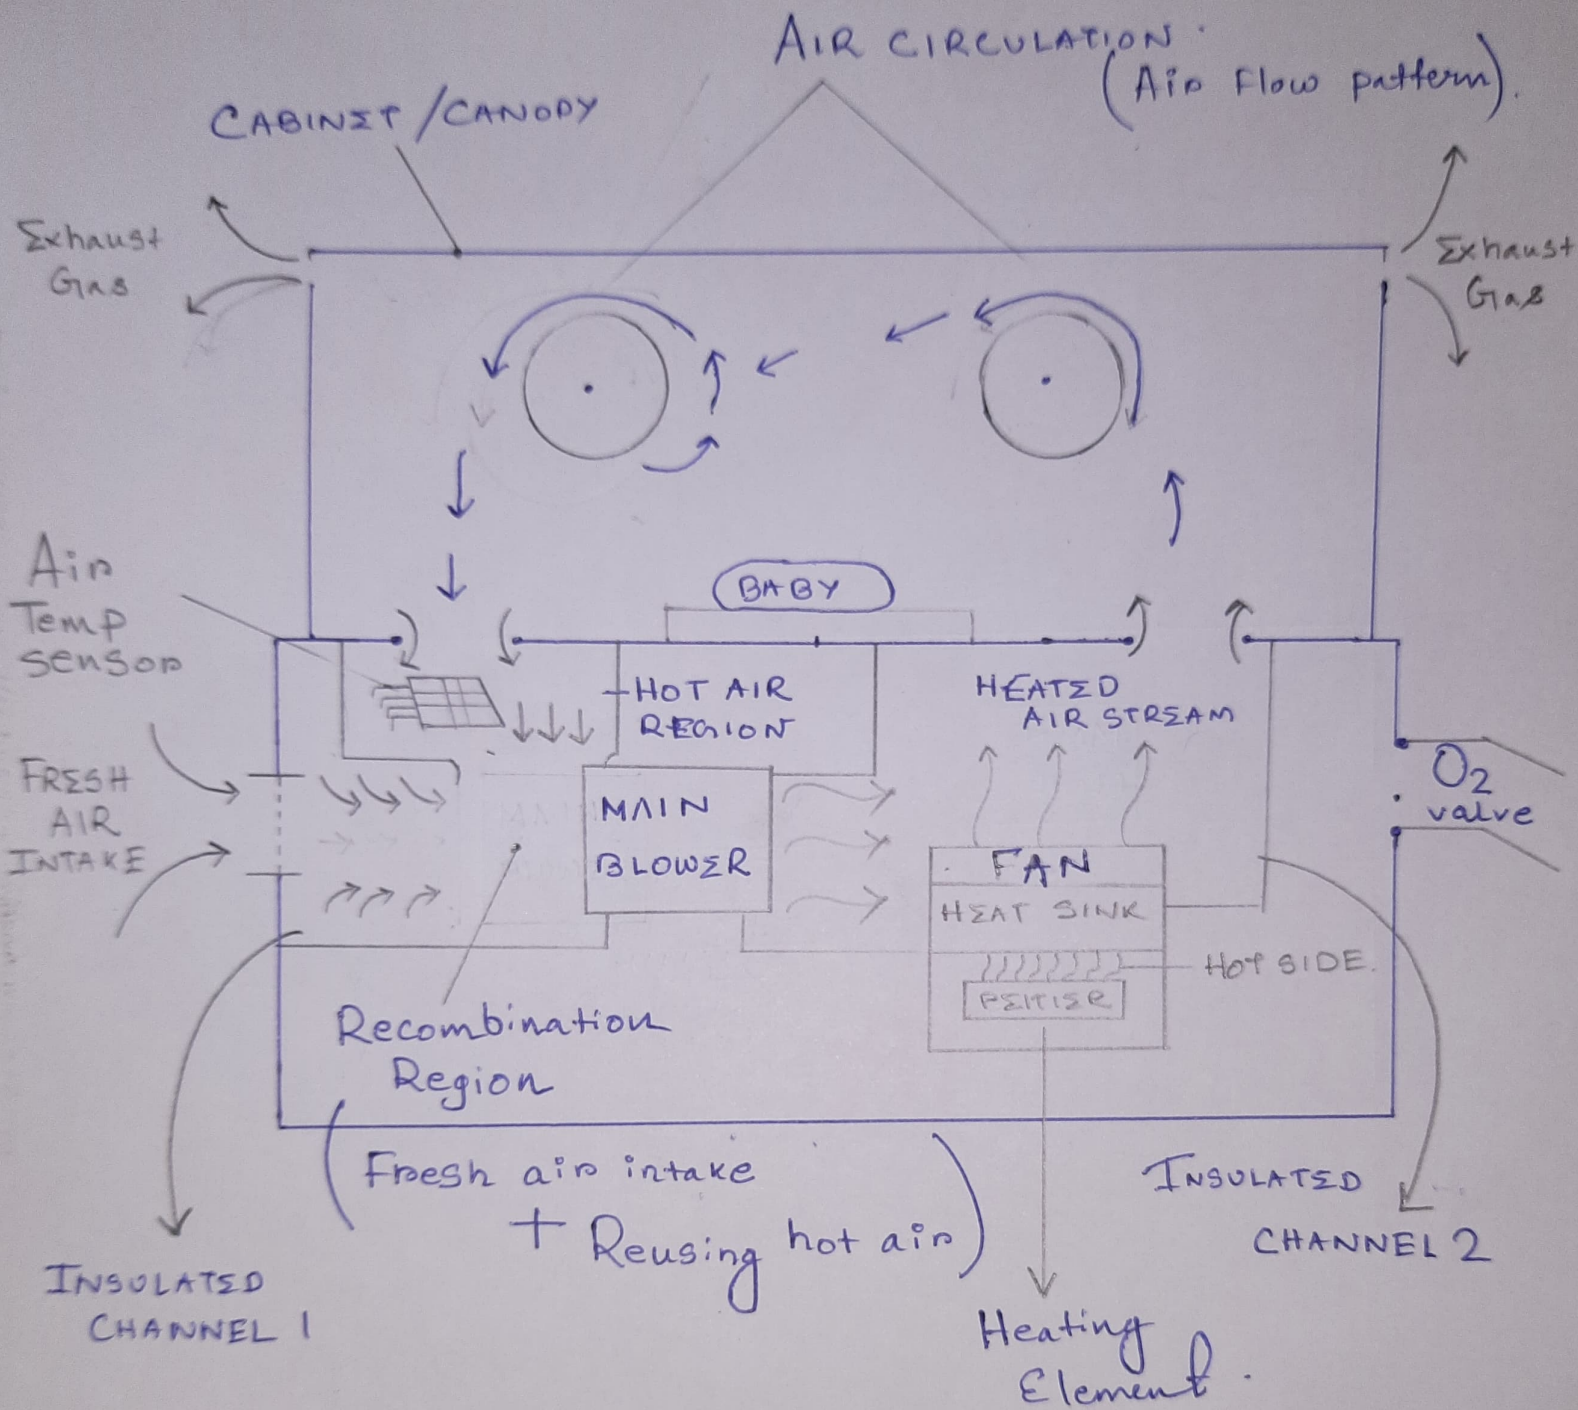 AIR CIRCULATION
(Air Flow pattern).
CABINET/CANOPY
Exhaust
Gas
Exhaust
Gas
Air
Temp
Sensor
BABY
HOT AIR
REGION
HEATED
AIR STREAM
FRESH
AIR
INTAKE
MAIN
BLOWER
O2
valve
FAN
HEAT SINK
HOT SIDE.
PELTIER
Recombination
Region
(Fresh air intake
+ Reusing hot air)
INSULATED
CHANNEL 2
INSULATED
CHANNEL 1
Heating
Element.